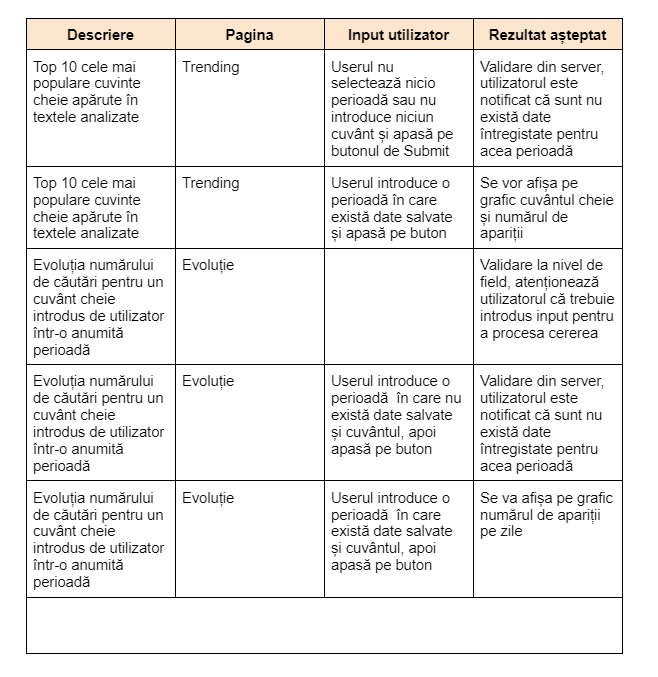 Descriere
Pagina
Input utilizator
Rezultat așteptat
Top 10 cele mai
populare cuvinte
cheie apărute în
textele analizate
Trending
Userul nu
selectează nicio
perioadă sau nu
introduce niciun
cuvânt și apasă pe
butonul de Submit
Validare din server,
utilizatorul este
notificat că sunt nu
există date
întregistate pentru
acea perioadă
Top 10 cele mai
populare cuvinte
cheie apărute în
textele analizate
Trending
Userul introduce o
perioadă în care
există date salvate
și apasă pe buton
Se vor afișa pe
grafic cuvântul cheie
și numărul de
apariții
Evoluția numărului
de căutări pentru un
cuvânt cheie
introdus de utilizator
într-o anumită
perioadă
Evoluție
Validare la nivel de
field, atenționează
utilizatorul că trebuie
introdus input pentru
a procesa cererea
Evoluția numărului
de căutări pentru un
cuvânt cheie
introdus de utilizator
într-o anumită
perioadă
Evoluție
Userul introduce o
perioadă  în care nu
există date salvate
și cuvântul, apoi
apasă pe buton
Validare din server,
utilizatorul este
notificat că sunt nu
există date
întregistate pentru
acea perioadă
Evoluția numărului
de căutări pentru un
cuvânt cheie
introdus de utilizator
într-o anumită
perioadă
Evoluție
Userul introduce o
perioadă  în care
există date salvate
și cuvântul, apoi
apasă pe buton
Se va afișa pe grafic
numărul de apariții
pe zile